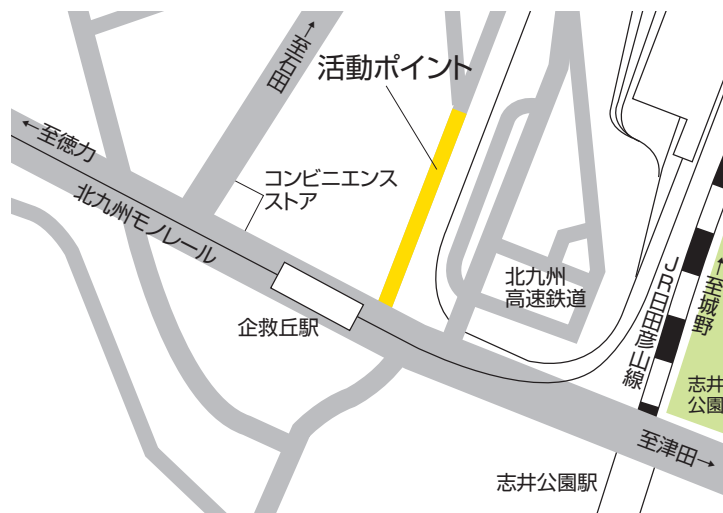 ↑至石田
活動ポイント
←至徳力
北九州モノレール
コンビニエンス
ストア
企救丘駅
北九州
高速鉄道
JR日田彦山線
↑至城野
志井
公園
至津田→
志井公園駅